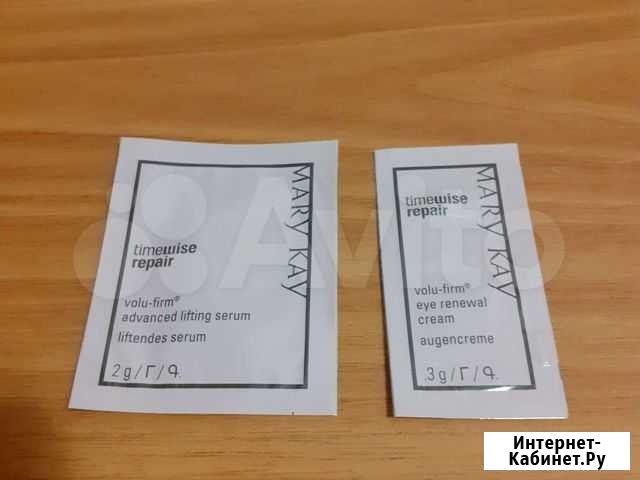 MARY KAY
timewise
repair
volu-firm®
advanced lifting serum
liftendes serum
2 g/Г/գ.
MARY KAY
timewise
repair
volu-firm®
eye renewal
cream
augencreme
.3 g/Г/գ.
Avito
Интернет-
Кабинет.Ру